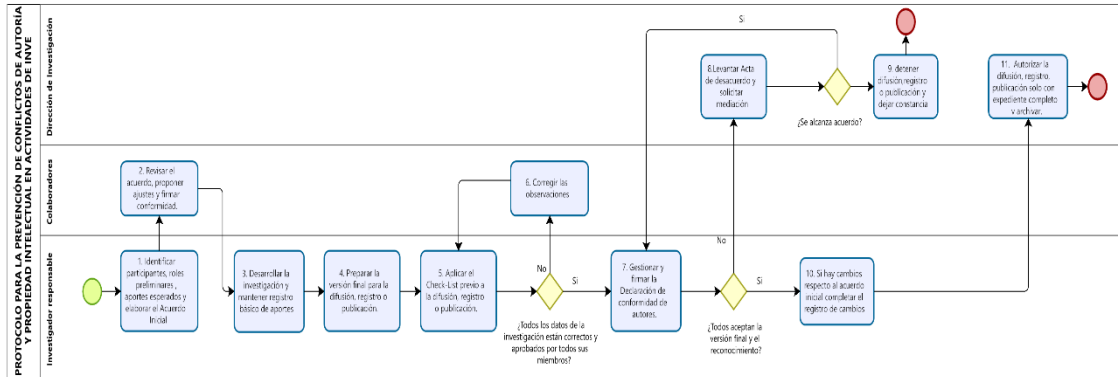 PROTOCOLO PARA LA PREVENCIÓN DE CONFLICTOS DE AUTORÍA
Y PROPIEDAD INTELECTUAL EN ACTIVIDADES DE INVE
Dirección de Investigación
Si
8.Levantar Acta
de desacuerdo y
solicitar
mediación
¿Se alcanza acuerdo?
9. detener
difusión,registro
o publicación y
dejar constancia
11. Autorizar la
difusión, registro,
publicación solo con
expediente completo
y archivar.
Colaboradores
2. Revisar el
acuerdo, proponer
ajustes y firmar
conformidad.
6. Corregir las
observaciones
Investigador responsable
1. Identificar
participantes, roles
preliminares ,
aportes esperados y
elaborar el Acuerdo
Inicial
3. Desarrollar la
investigación y
mantener registro
básico de aportes
4. Preparar la
versión final para la
difusión, registro o
publicación.
5. Aplicar el
Check-List previo a
la difusión, registro
o publicación.
No
Si
¿Todos los datos de la
investigación están correctos y
aprobados por todos sus
miembros?
7. Gestionar y
firmar la
Declaración de
conformidad de
autores.
No
Si
¿Todos aceptan la
versión final y el
reconocimiento?
10. Si hay cambios
respecto al acuerdo
inicial completar el
registro de cambios